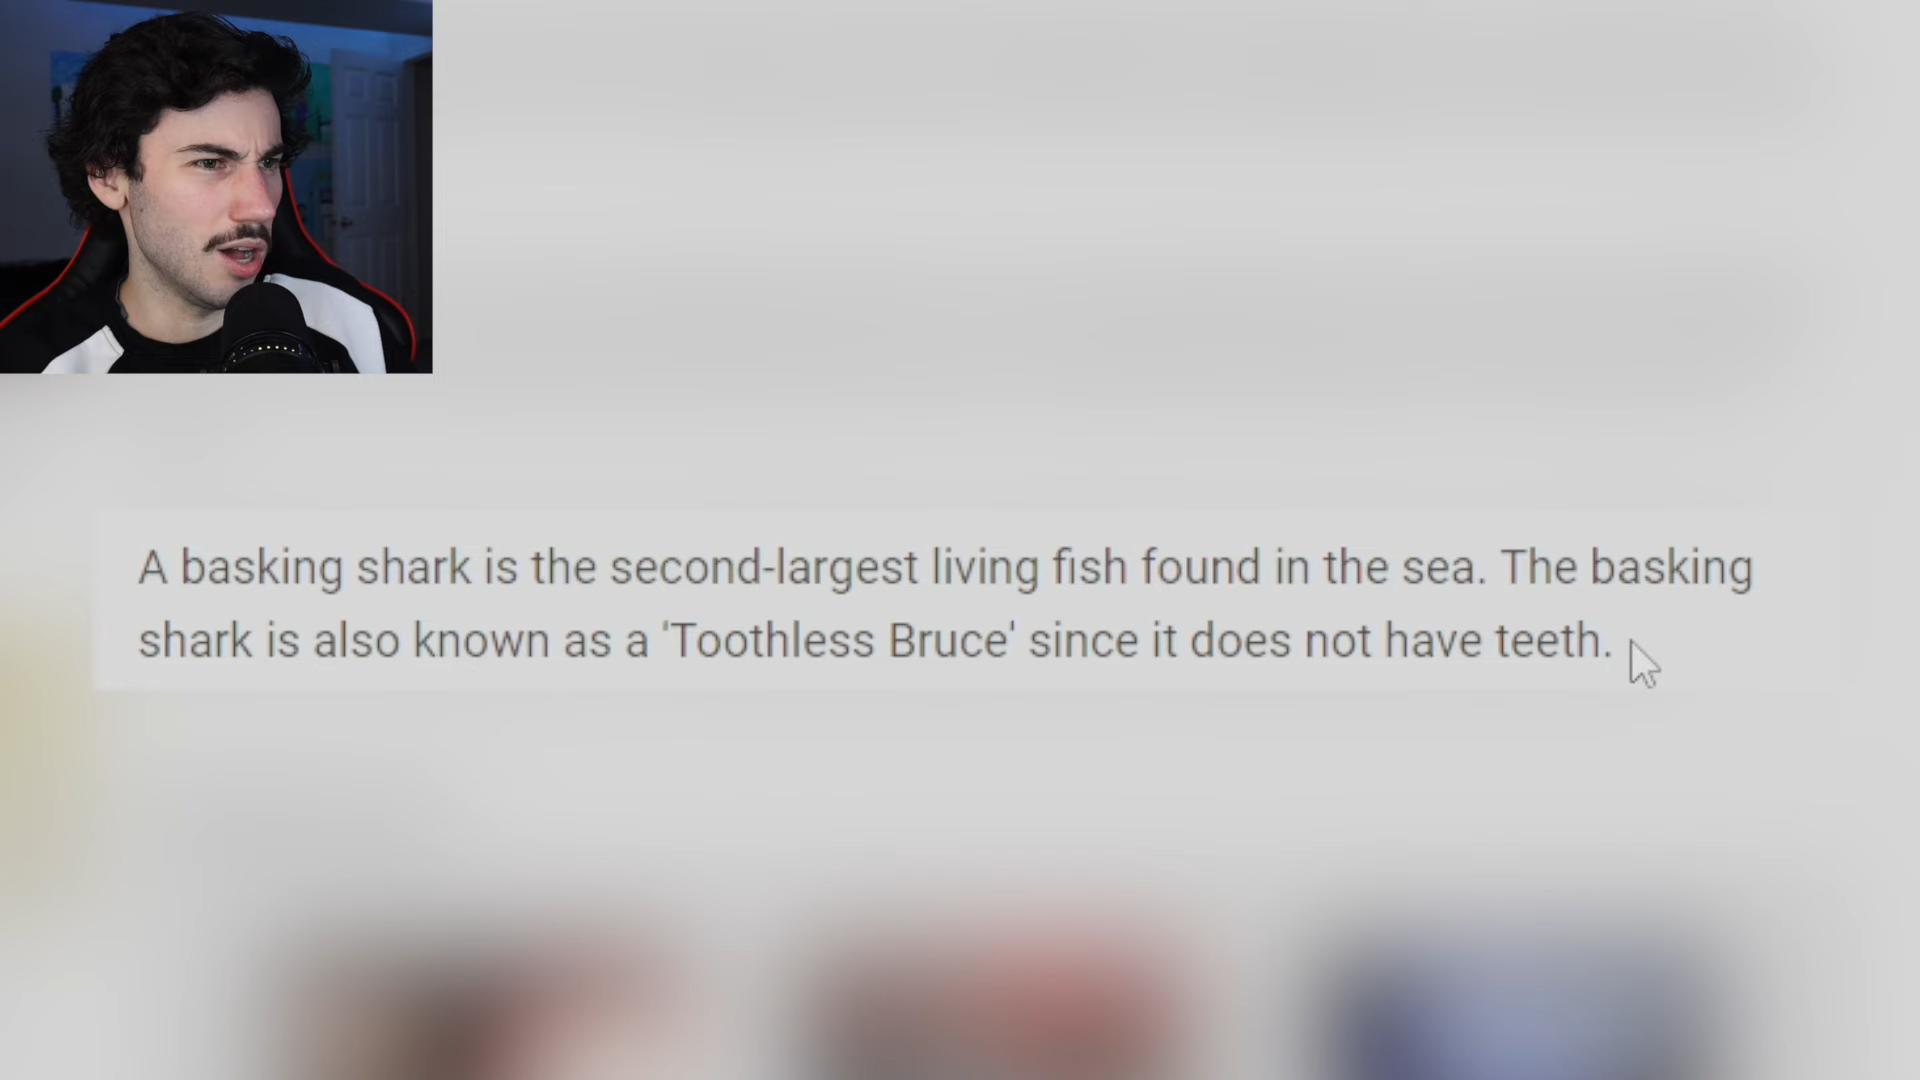 A basking shark is the second-largest living fish found in the sea. The basking
shark is also known as a 'Toothless Bruce' since it does not have teeth.